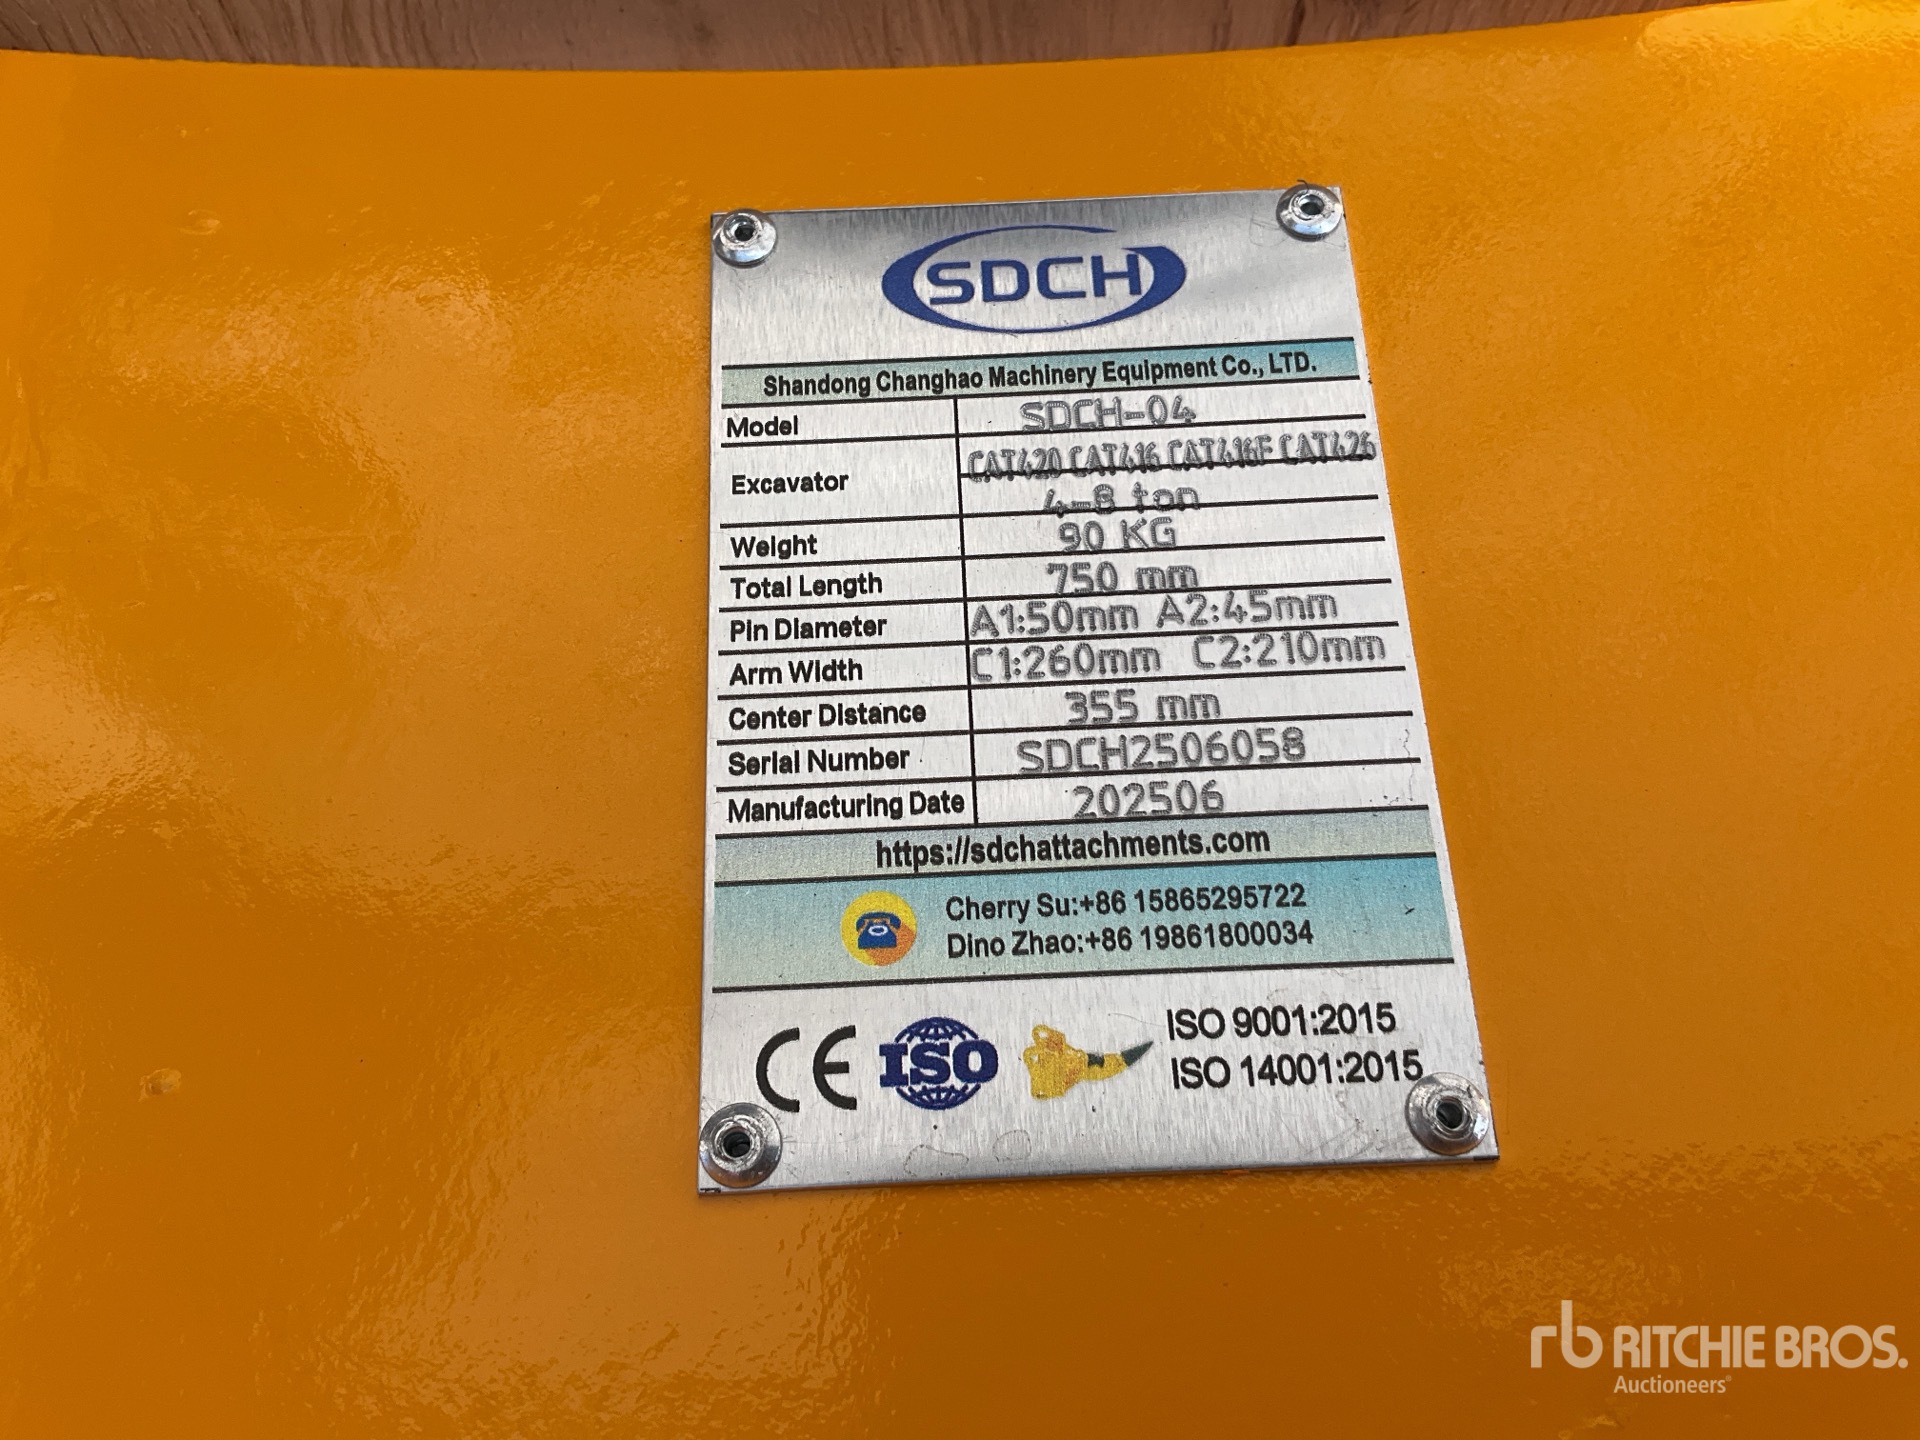 SDCH
Shandong Changhao Machinery Equipment Co., LTD.
Model SDCH-04
Excavator CAT420 CAT416 CAT416F CAT426
4-8 ton
Weight 90 KG
Total Length 750 mm
Pin Diameter A1:50mm A2:45mm
Arm Width C1:260mm C2:210mm
Center Distance 355 mm
Serial Number SDCH2506058
Manufacturing Date 202506
https://sdchattachments.com
Cherry Su:+86 15865295722
Dino Zhao:+86 19861800034
CE ISO ISO 9001:2015
ISO 14001:2015
rb RITCHIE BROS.
Auctioneers